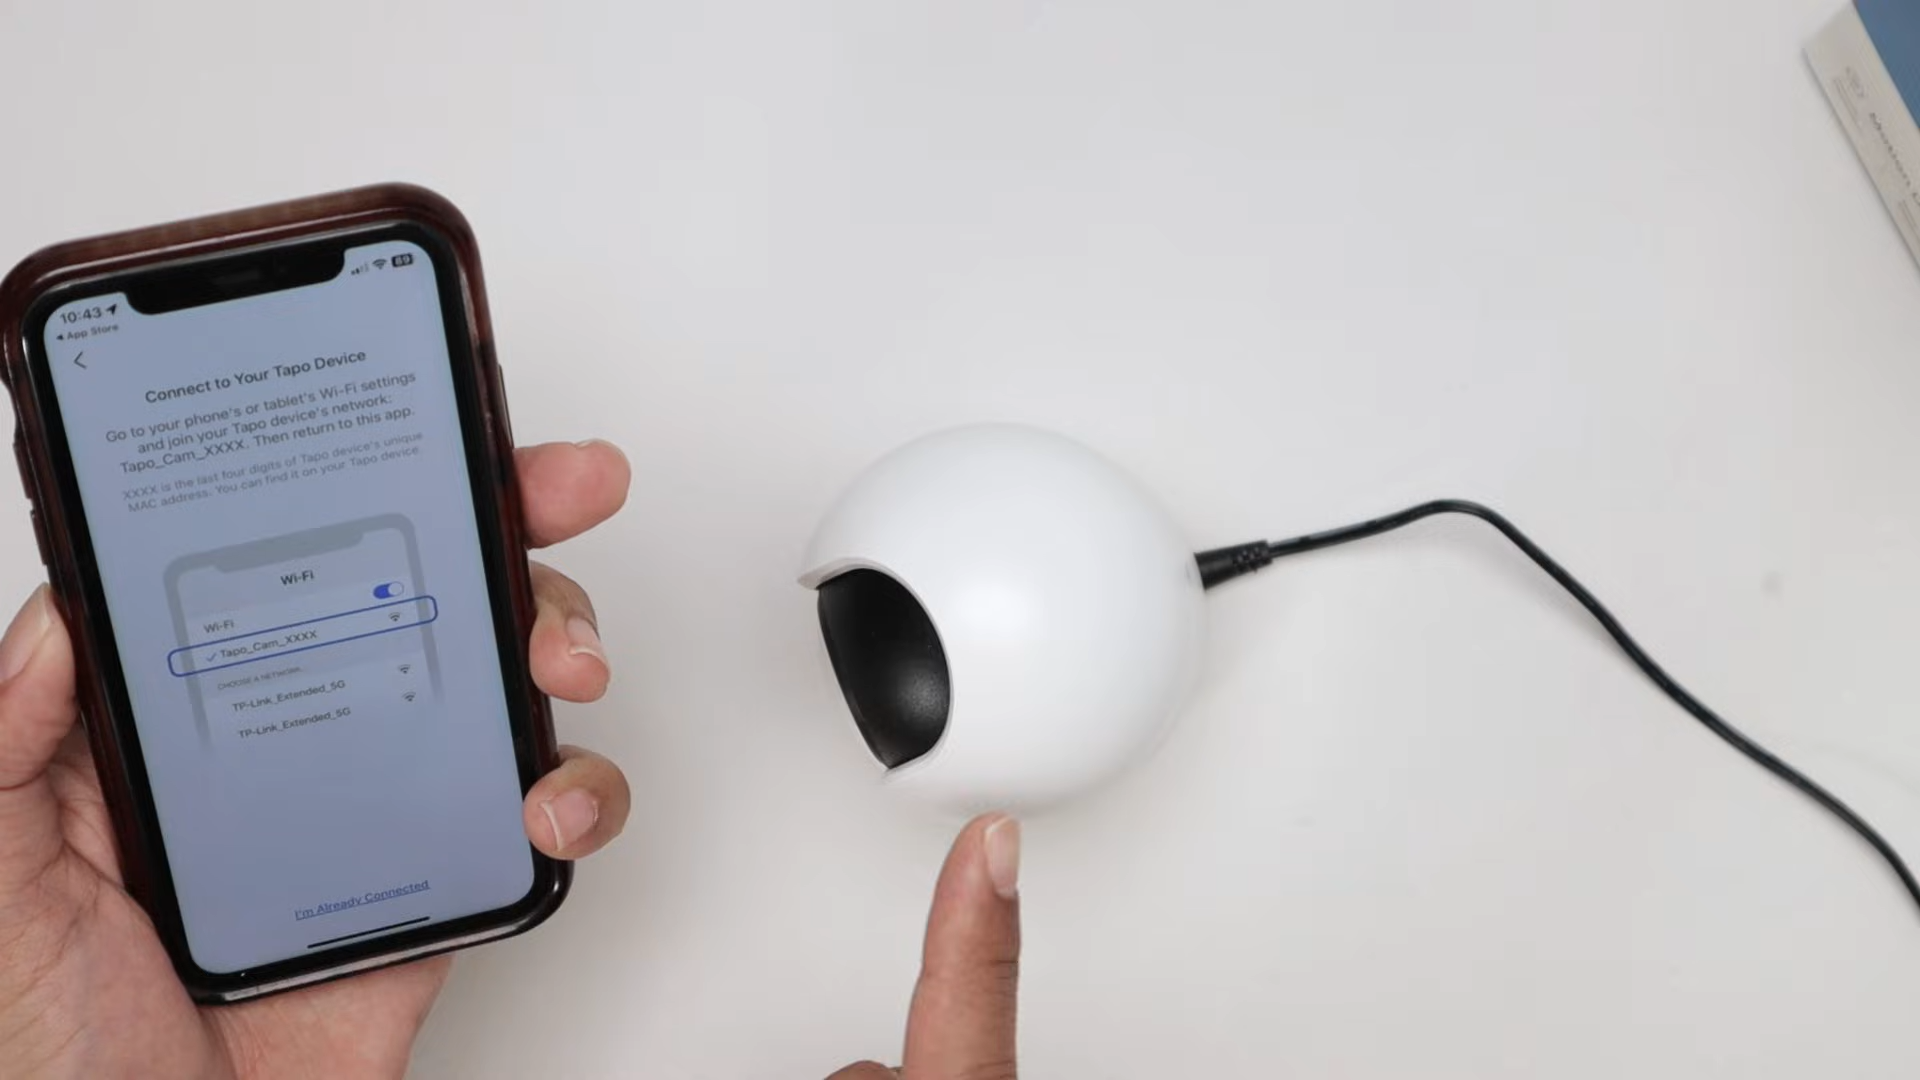 10:43
89
App Store
Connect to Your Tapo Device
Go to your phone's or tablet's Wi-Fi settings
and join your Tapo device's network:
Tapo_Cam_XXXX. Then return to this app.
XXXX is the last four digits of Tapo device's unique
MAC address. You can find it on your Tapo device
Wi-Fi
Wi-Fi
Tapo_Cam_XXXX
CHOOSE A NETWORK
TP-Link_Extended_5G
TP-Link_Extended_5G
I'm Already Connected
Motion